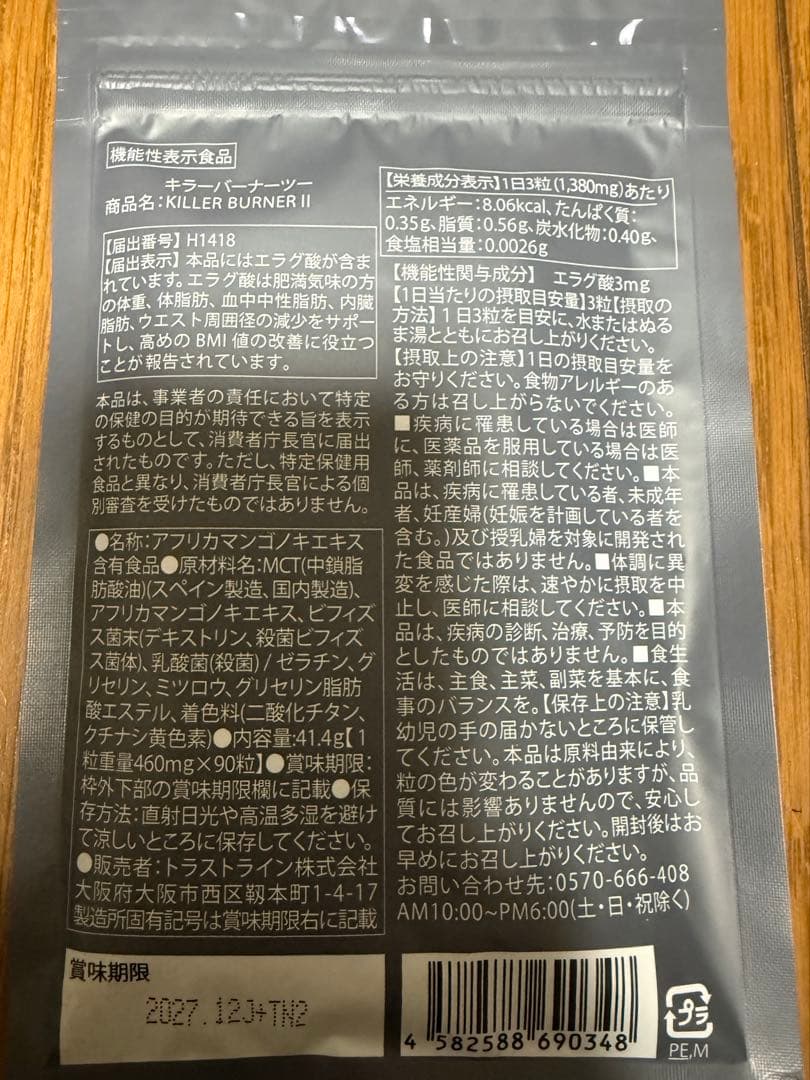 機能性表示食品
キラーバーナーツー
商品名:KILLER BURNER II
【届出番号】H1418
【届出表示】本品にはエラグ酸が含ま
れています。エラグ酸は肥満気味の方
の体重、体脂肪、血中中性脂肪、内臓
脂肪、ウエスト周囲径の減少をサポー
トし、高めのBMI値の改善に役立つ
ことが報告されています。
本品は、事業者の責任において特定
の保健の目的が期待できる旨を表示
するものとして、消費者庁長官に届出
されたものです。ただし、特定保健用
食品と異なり、消費者庁長官による個
別審査を受けたものではありません。
●名称:アフリカマンゴノキエキス
含有食品●原材料名:MCT(中鎖脂
肪酸油)(スペイン製造、国内製造)、
アフリカマンゴノキエキス、ビフィズ
ス菌末(デキストリン、殺菌ビフィズ
ス菌体)、乳酸菌(殺菌) / ゼラチン、グ
リセリン、ミツロウ、グリセリン脂肪
酸エステル、着色料(二酸化チタン、
クチナシ黄色素)●内容量:41.4g【1
粒重量460mg×90粒】●賞味期限:
枠外下部の賞味期限欄に記載●保
存方法:直射日光や高温多湿を避け
て涼しいところに保存してください。
●販売者:トラストライン株式会社
大阪府大阪市西区靱本町1-4-17
製造所固有記号は賞味期限右に記載
賞味期限
2027.12J+TN2
【栄養成分表示】1日3粒(1,380mg)あたり
エネルギー:8.06kcal、たんぱく質:
0.35g、脂質:0.56g、炭水化物:0.40g、
食塩相当量:0.0026g
【機能性関与成分】 エラグ酸3mg
【1日当たりの摂取目安量】3粒【摂取の
方法】1日3粒を目安に、水またはぬる
ま湯とともにお召し上がりください。
【摂取上の注意】1日の摂取目安量を
お守りください。食物アレルギーのあ
る方は召し上がらないでください。
■疾病に罹患している場合は医師
に、医薬品を服用している場合は医
師、薬剤師に相談してください。■本
品は、疾病に罹患している者、未成年
者、妊産婦(妊娠を計画している者を
含む。)及び授乳婦を対象に開発され
た食品ではありません。■体調に異
変を感じた際は、速やかに摂取を中
止し、医師に相談してください。■本
品は、疾病の診断、治療、予防を目的
としたものではありません。■食生
活は、主食、主菜、副菜を基本に、食
事のバランスを。【保存上の注意】乳
幼児の手の届かないところに保管し
てください。本品は原料由来により、
粒の色が変わることがありますが、品
質には影響ありませんので、安心し
てお召し上がりください。開封後はお
早めにお召し上がりください。
お問い合わせ先:0570-666-408
AM10:00~PM6:00(土・日・祝除く)
4 582588 690348
プラ
PE,M